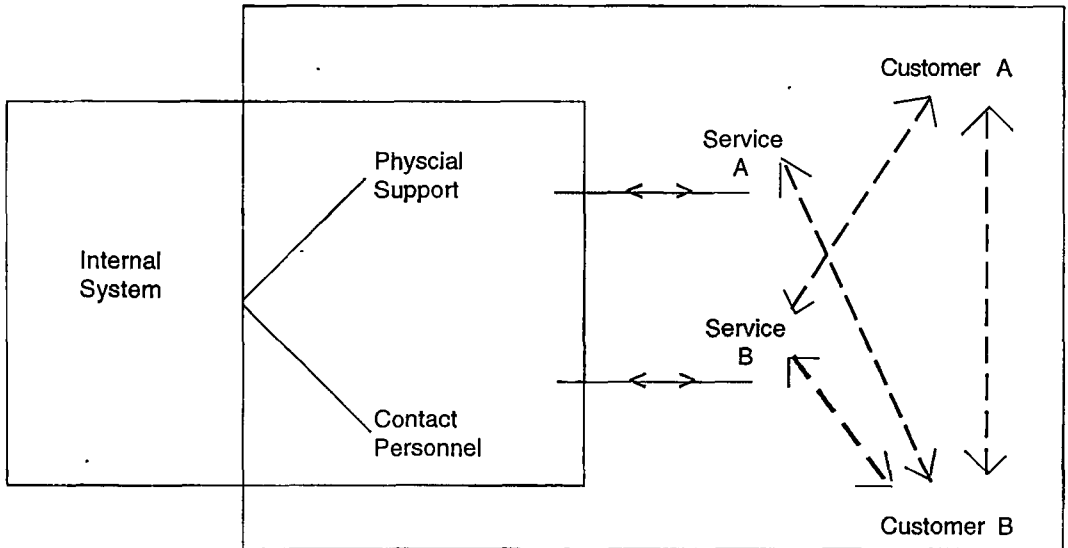 Customer A
Service
A
Physcial
Support
Internal
System
Service
B
Contact
Personnel
Customer B